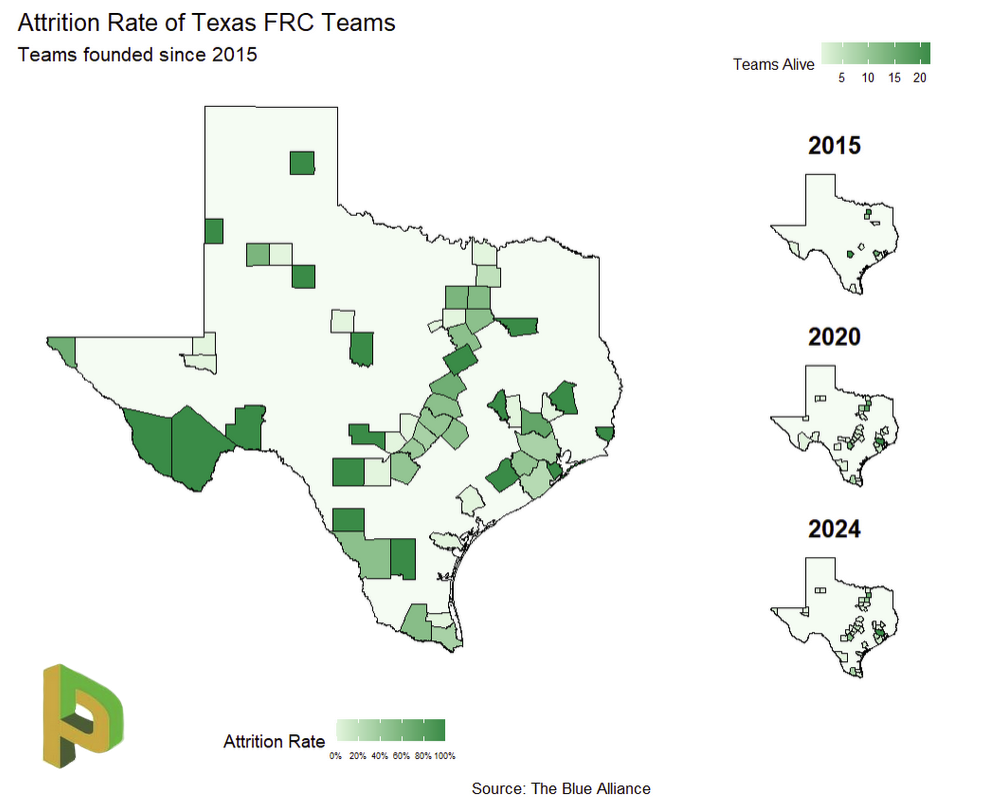 Attrition Rate of Texas FRC Teams
Teams founded since 2015
Teams Alive
5 10 15 20
2015
2020
2024
Attrition Rate
0% 20% 40% 60% 80% 100%
Source: The Blue Alliance